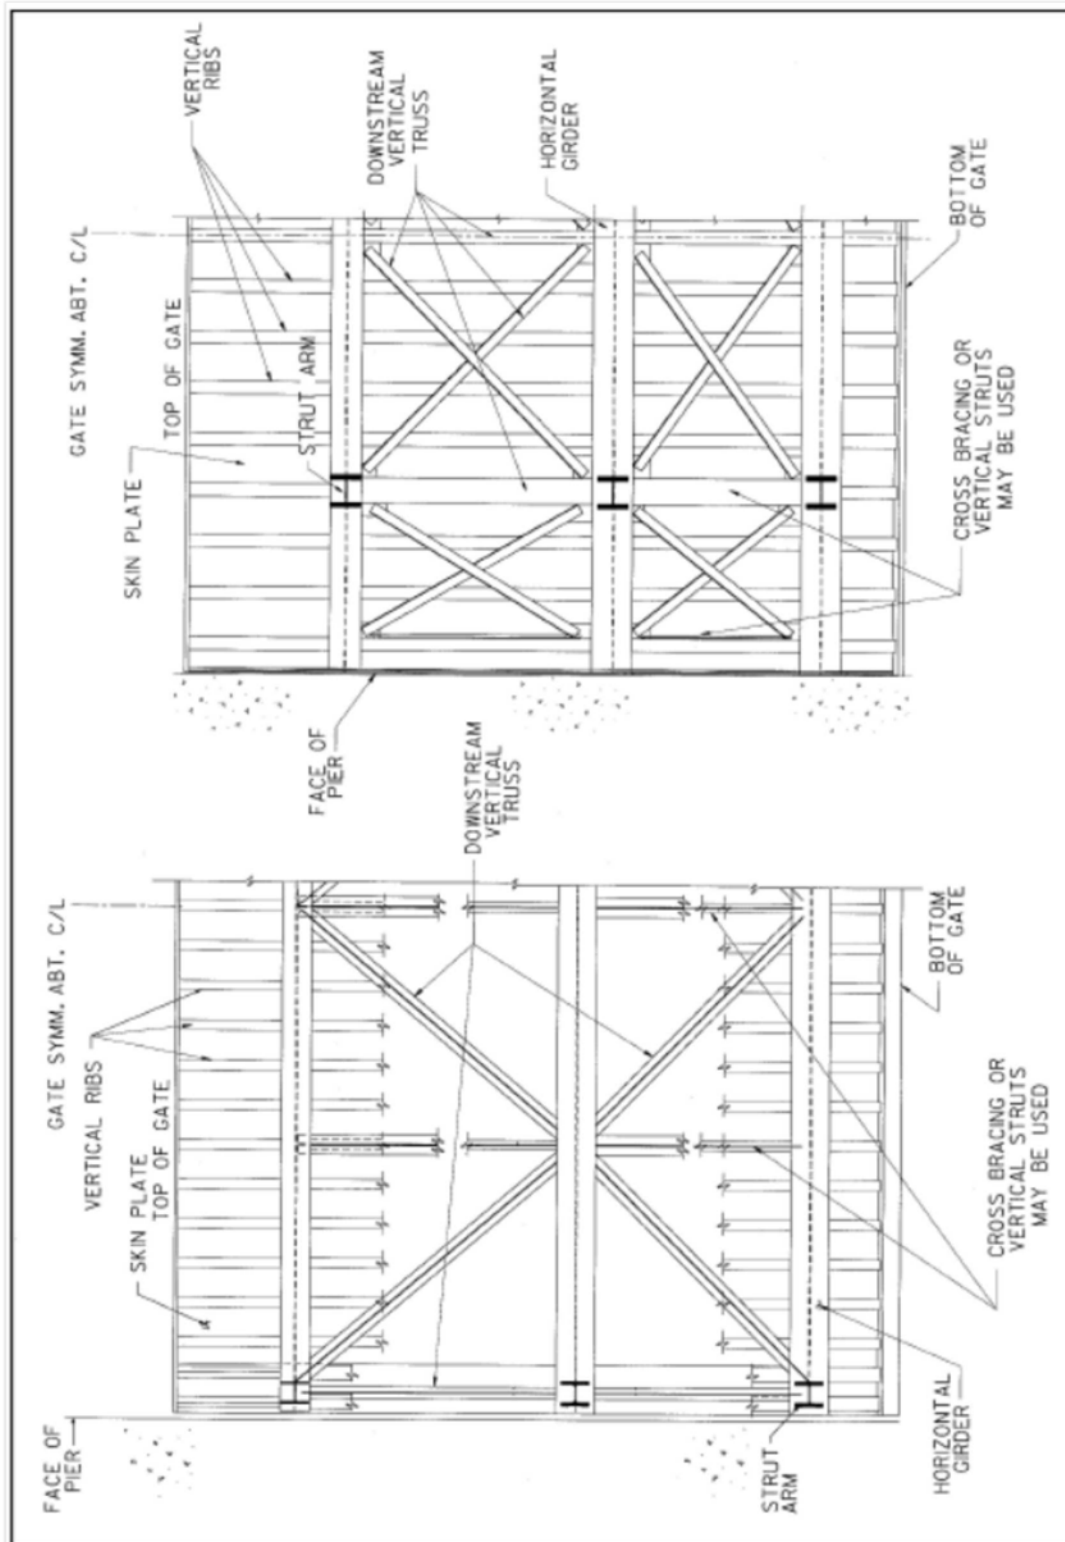 FACE OF
PIER
GATE SYMM. ABT. C/L
VERTICAL RIBS
SKIN PLATE
TOP OF GATE
DOWNSTREAM
VERTICAL
TRUSS
STRUT
ARM
HORIZONTAL
GIRDER
BOTTOM
OF GATE
CROSS BRACING OR
VERTICAL STRUTS
MAY BE USED
GATE SYMM. ABT. C/L
VERTICAL
RIBS
SKIN PLATE
TOP OF GATE
STRUT ARM
FACE OF
PIER
DOWNSTREAM
VERTICAL
TRUSS
HORIZONTAL
GIRDER
BOTTOM
OF GATE
CROSS BRACING OR
VERTICAL STRUTS
MAY BE USED